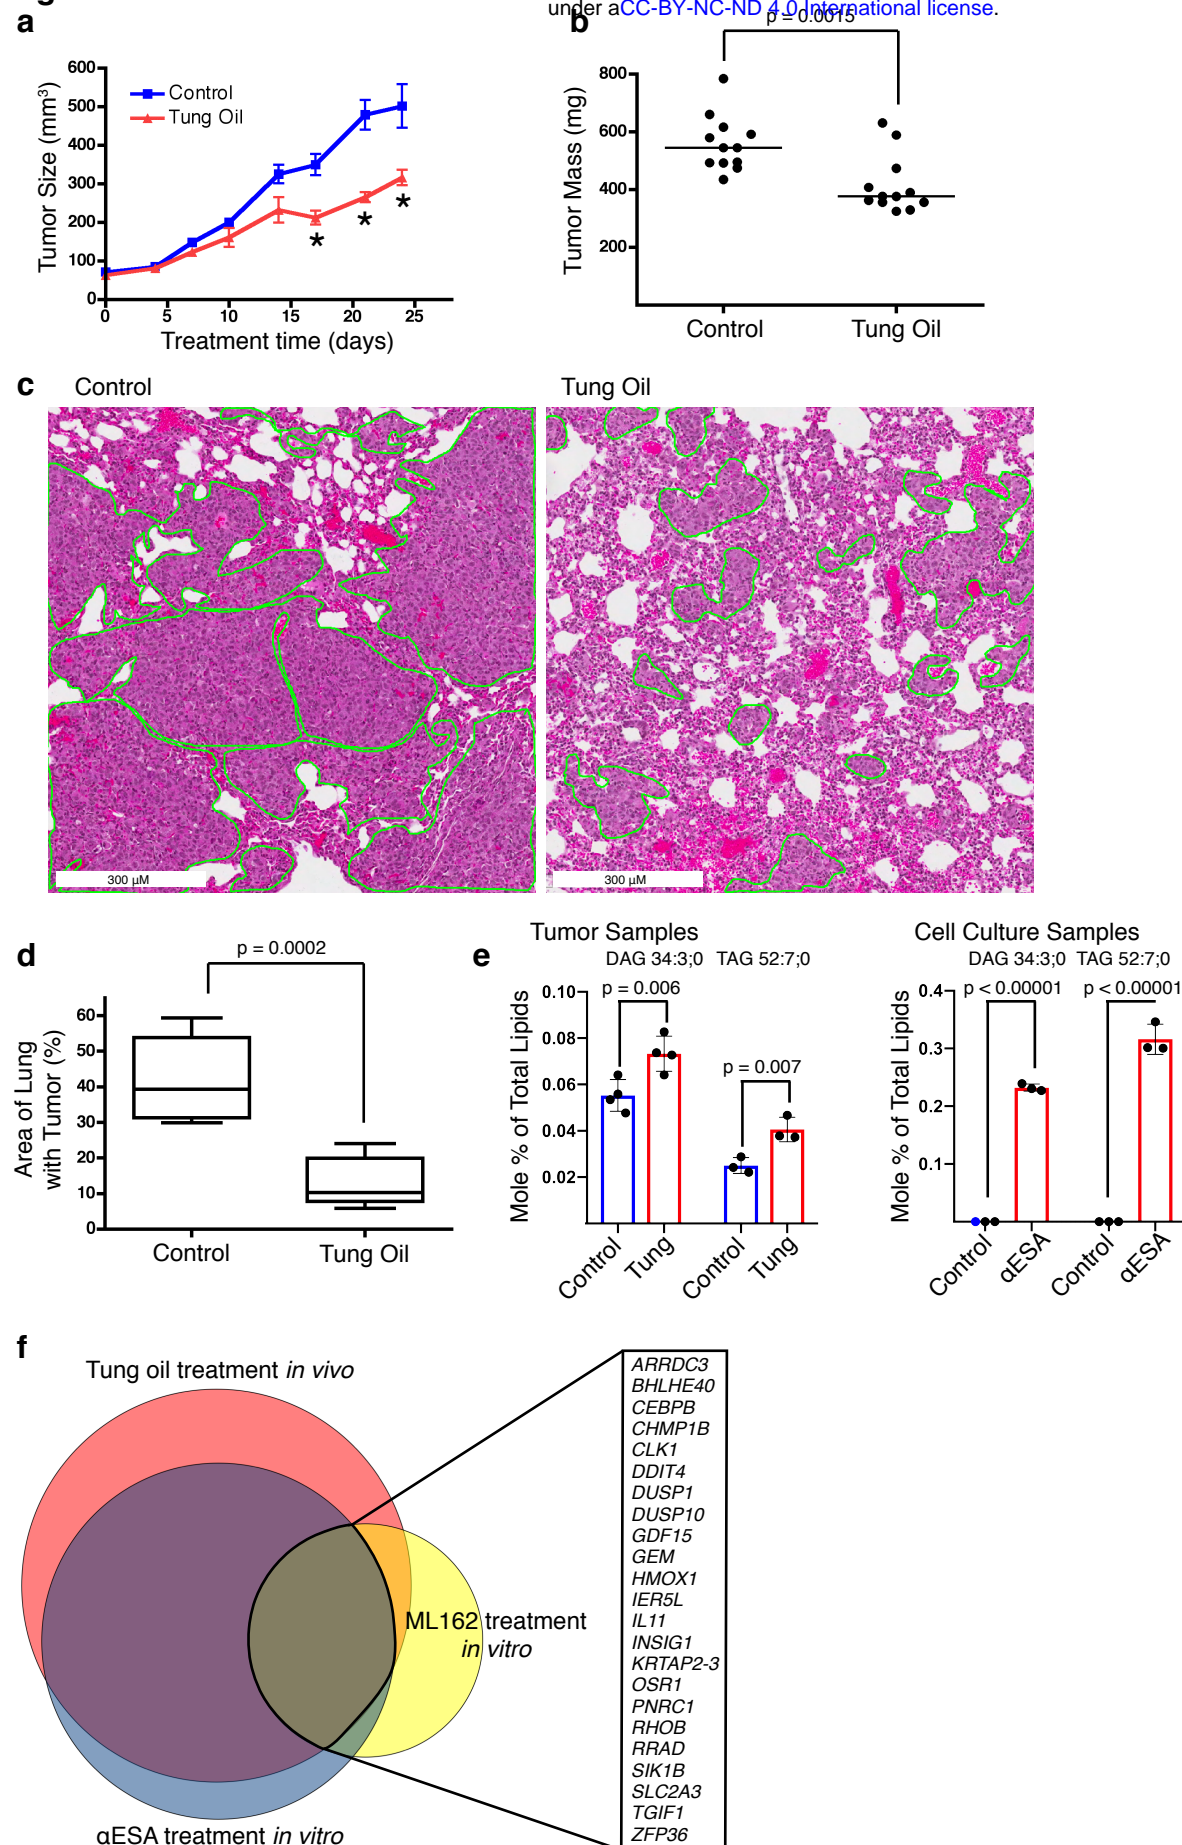 under aCC-BY-NC-ND 4.0 International license.
a
600
500
400
300
200
100
0
Tumor Size (mm³)
Control
Tung Oil
*
*
*
0 5 10 15 20 25
Treatment time (days)
b
p = 0.0015
800
600
400
200
Tumor Mass (mg)
Control Tung Oil
c
Control Tung Oil
300 µM 300 µM
d
p = 0.0002
60
50
40
30
20
10
0
Area of Lung
with Tumor (%)
Control Tung Oil
e
Tumor Samples
DAG 34:3;0 TAG 52:7;0
p = 0.006
p = 0.007
0.10
0.08
0.06
0.04
0.02
Mole % of Total Lipids
Control Tung Control Tung
Cell Culture Samples
DAG 34:3;0 TAG 52:7;0
p < 0.00001 p < 0.00001
0.4
0.3
0.2
0.1
Mole % of Total Lipids
Control αESA Control αESA
f
Tung oil treatment in vivo
ML162 treatment
in vitro
αESA treatment in vitro
ARRDC3
BHLHE40
CEBPB
CHMP1B
CLK1
DDIT4
DUSP1
DUSP10
GDF15
GEM
HMOX1
IER5L
IL11
INSIG1
KRTAP2-3
OSR1
PNRC1
RHOB
RRAD
SIK1B
SLC2A3
TGIF1
ZFP36